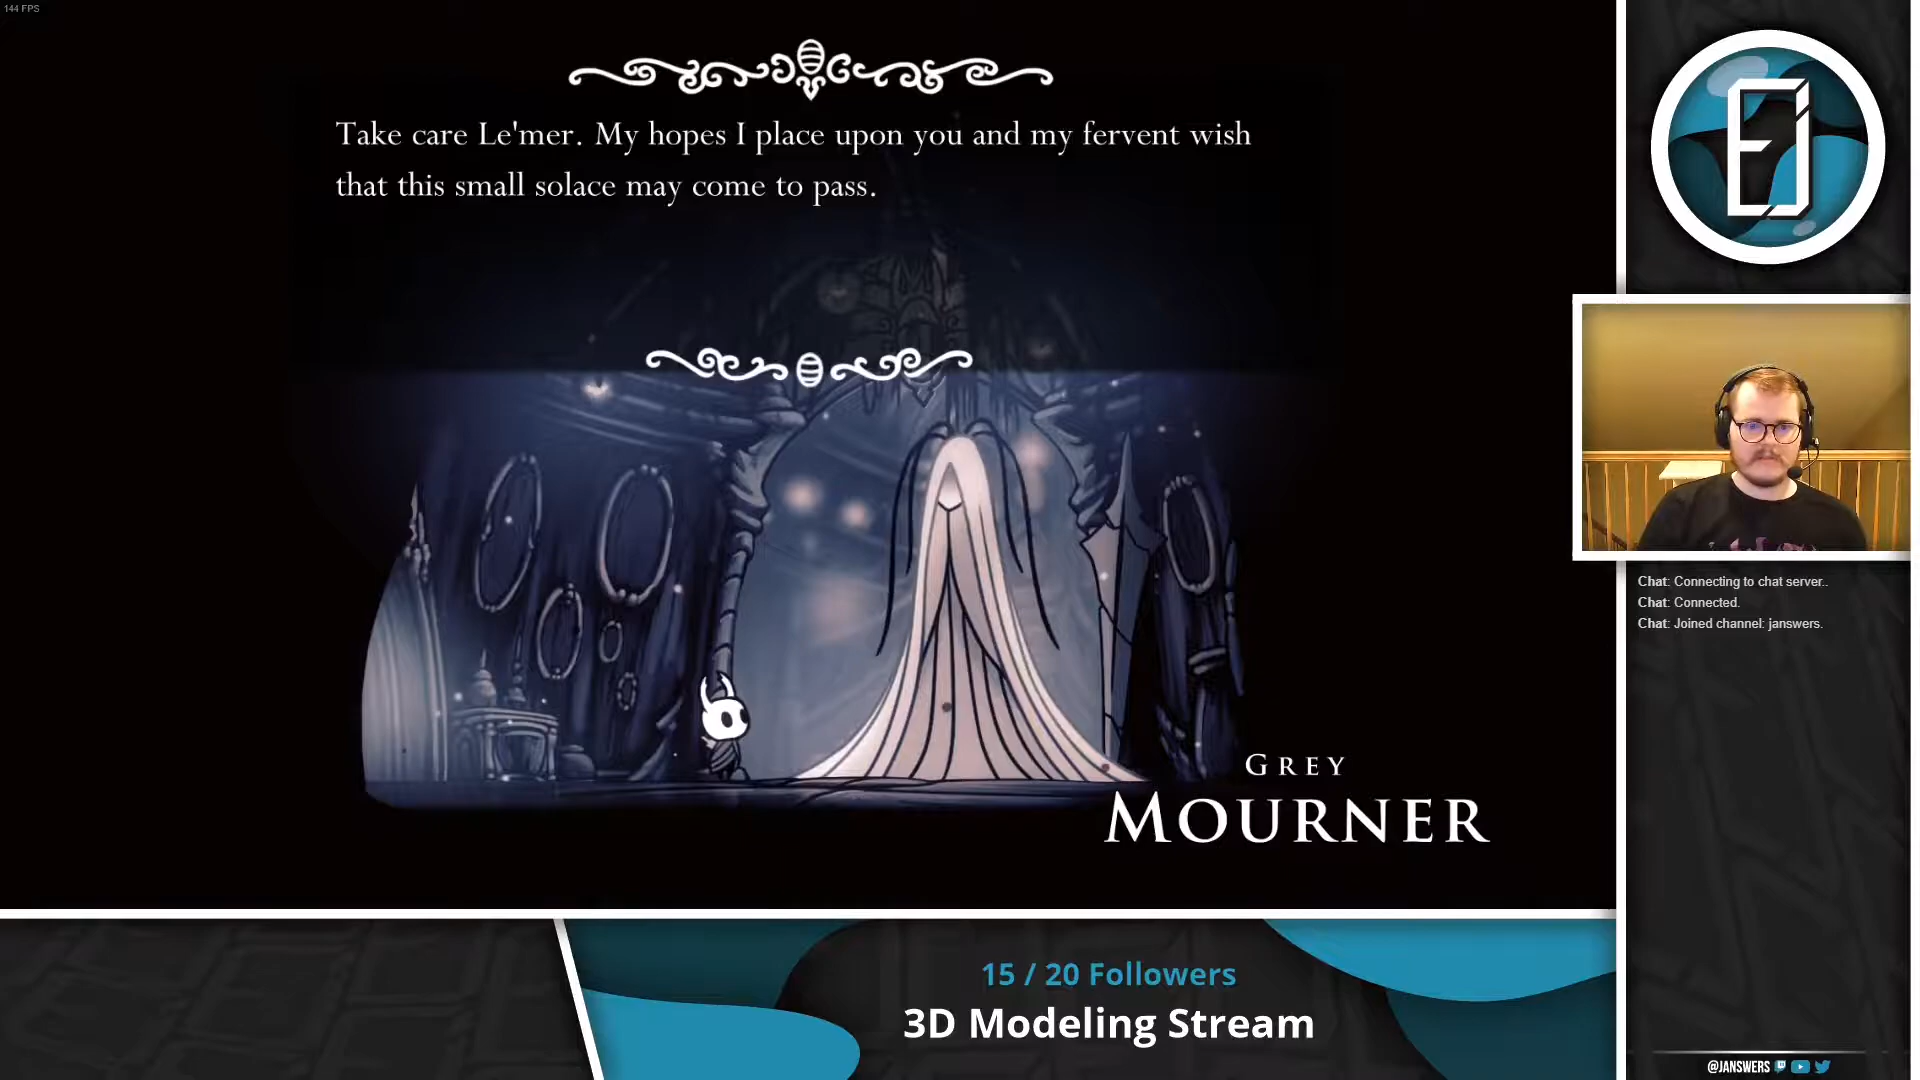 144 FPS
Take care Le'mer. My hopes I place upon you and my fervent wish
that this small solace may come to pass.
GREY
MOURNER
Chat: Connecting to chat server..
Chat: Connected.
Chat: Joined channel: janswers.
15 / 20 Followers
3D Modeling Stream
@JANSWERS